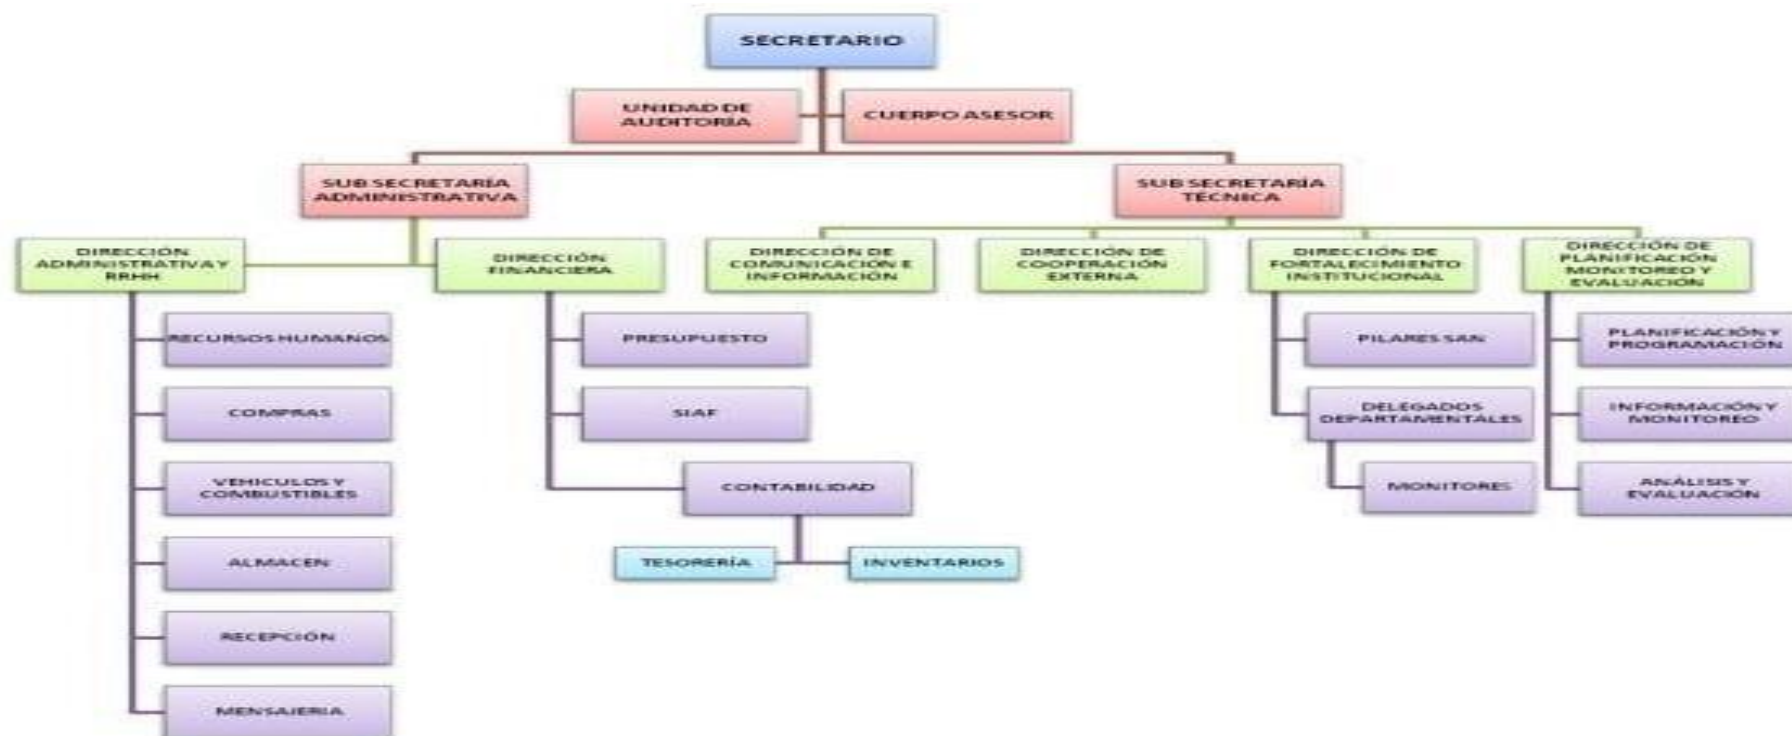 SECRETARIO
UNIDAD DE
AUDITORÍA
CUERPO ASESOR
SUB SECRETARÍA
ADMINISTRATIVA
SUB SECRETARÍA
TÉCNICA
DIRECCIÓN
ADMINISTRATIVA Y
RRHH
DIRECCIÓN
FINANCIERA
DIRECCIÓN DE
COMUNICACIÓN E
INFORMACIÓN
DIRECCIÓN DE
COOPERACIÓN
EXTERNA
DIRECCIÓN DE
FORTALECIMIENTO
INSTITUCIONAL
DIRECCIÓN DE
PLANIFICACIÓN
MONITOREO Y
EVALUACIÓN
RECURSOS HUMANOS
COMPRAS
VEHICULOS Y
COMBUSTIBLES
ALMACEN
RECEPCIÓN
MENSAJERIA
PRESUPUESTO
SIAF
CONTABILIDAD
TESORERÍA
INVENTARIOS
PILARES SAN
DELEGADOS
DEPARTAMENTALES
MONITORES
PLANIFICACIÓN Y
PROGRAMACIÓN
INFORMACIÓN Y
MONITOREO
ANÁLISIS Y
EVALUACIÓN